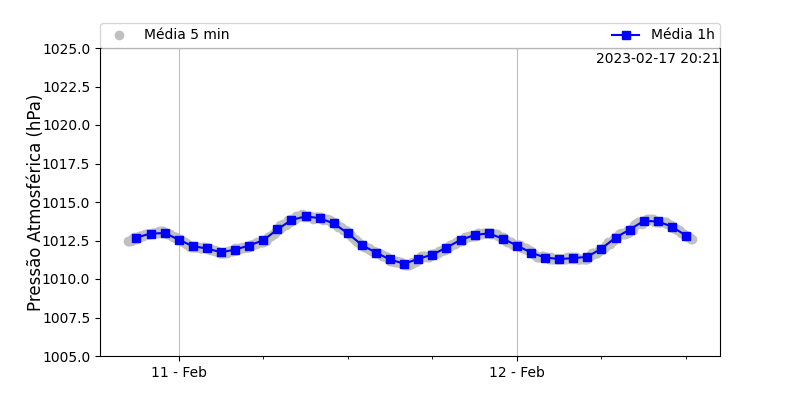 Média 5 min
Média 1h
2023-02-17 20:21
Pressão Atmosférica (hPa)
1025.0
1022.5
1020.0
1017.5
1015.0
1012.5
1010.0
1007.5
1005.0
11 - Feb
12 - Feb